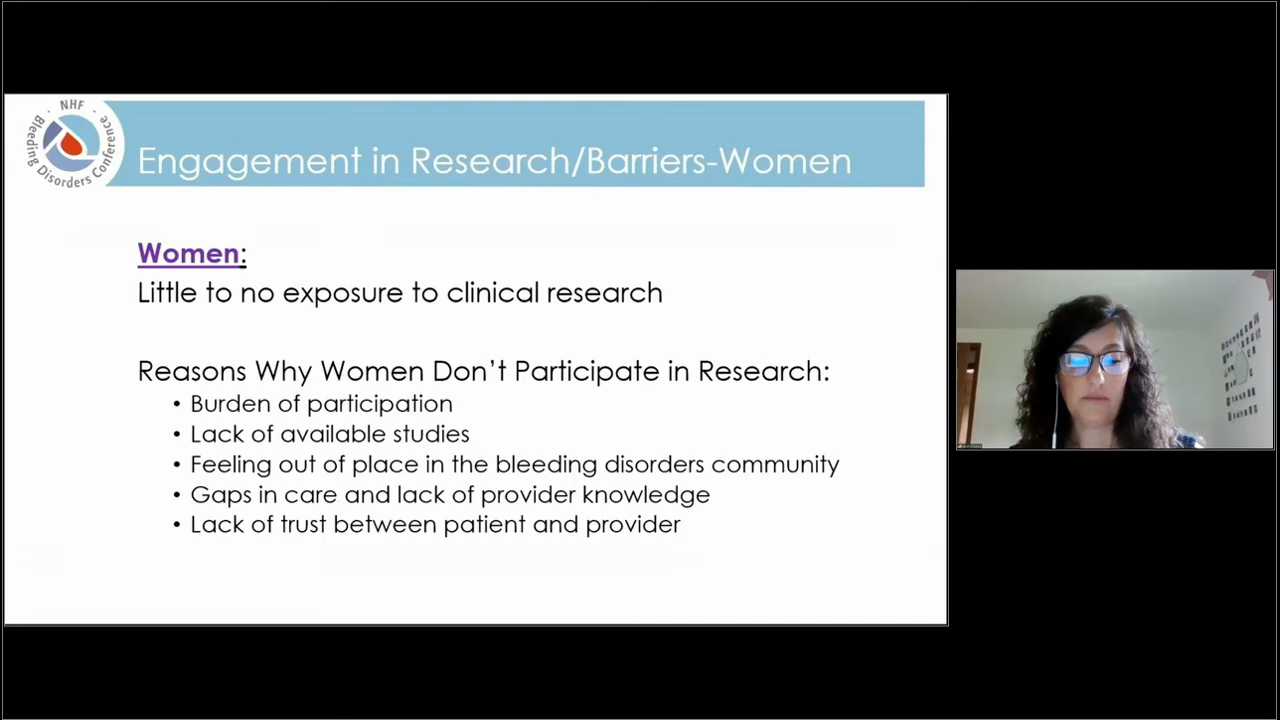 NHF
Bleeding Disorders Conference
Engagement in Research/Barriers-Women
Women:
Little to no exposure to clinical research
Reasons Why Women Don’t Participate in Research:
• Burden of participation
• Lack of available studies
• Feeling out of place in the bleeding disorders community
• Gaps in care and lack of provider knowledge
• Lack of trust between patient and provider